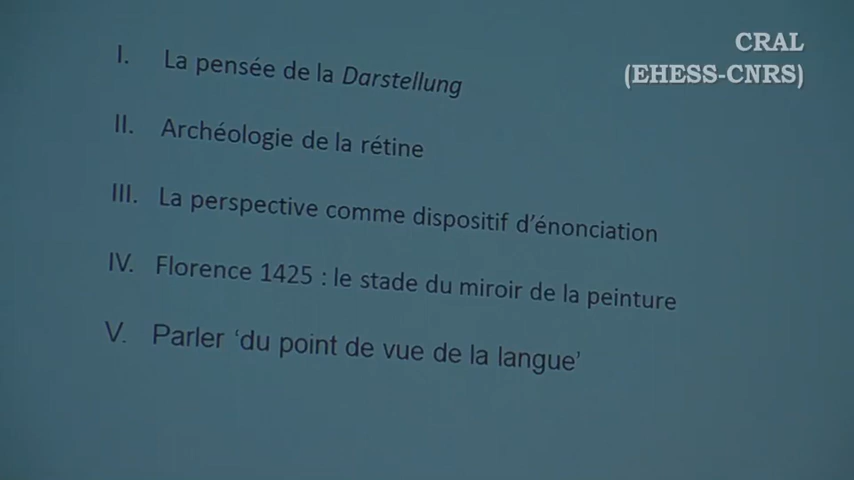 CRAL
(EHESS-CNRS)
I. La pensée de la Darstellung
II. Archéologie de la rétine
III. La perspective comme dispositif d'énonciation
IV. Florence 1425 : le stade du miroir de la peinture
V. Parler ‘du point de vue de la langue’